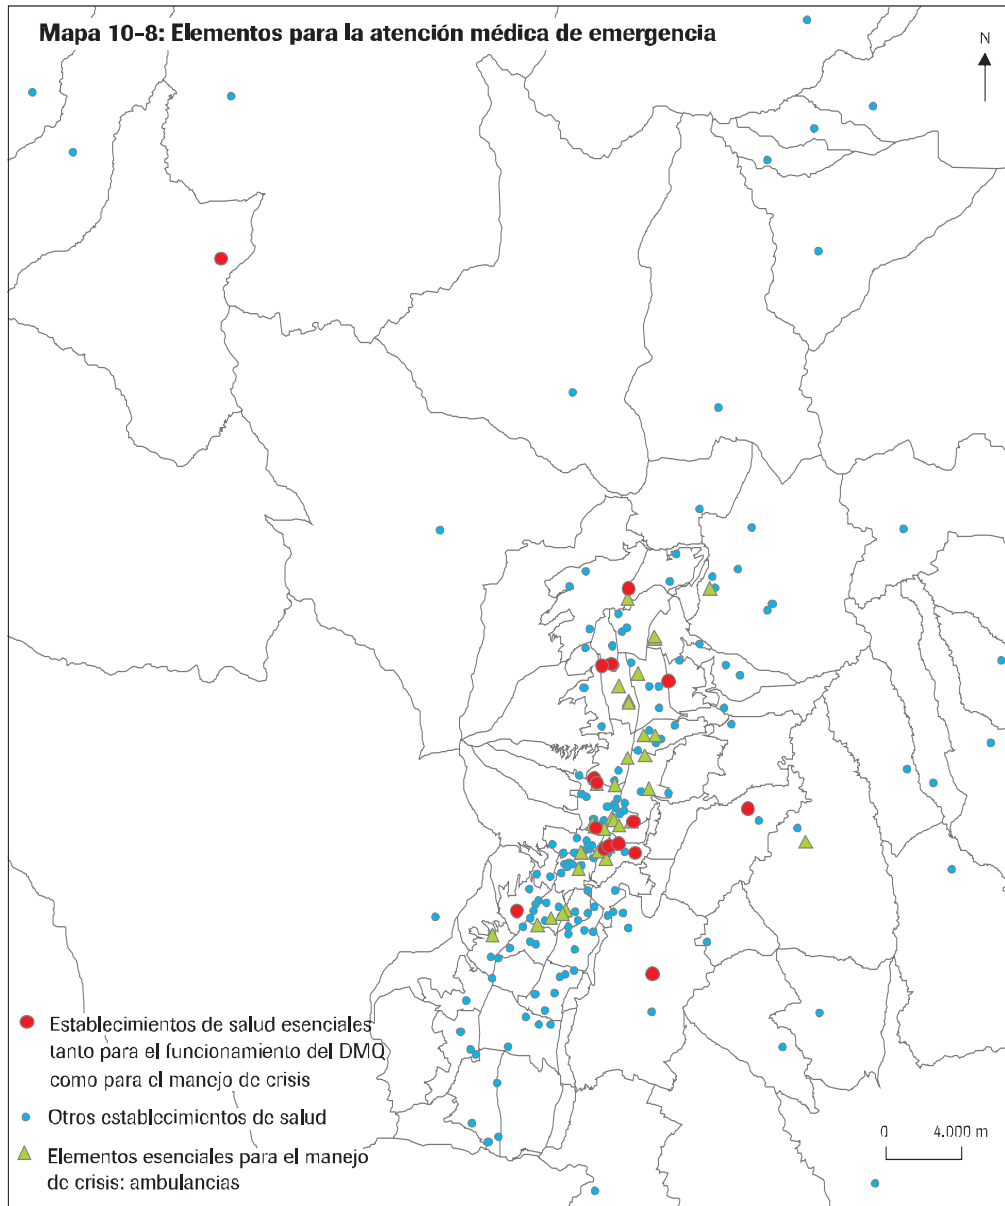 Mapa 10-8: Elementos para la atención médica de emergencia
N
Establecimientos de salud esenciales
tanto para el funcionamiento del DMQ
como para el manejo de crisis
Otros establecimientos de salud
Elementos esenciales para el manejo
de crisis: ambulancias
0 4.000 m